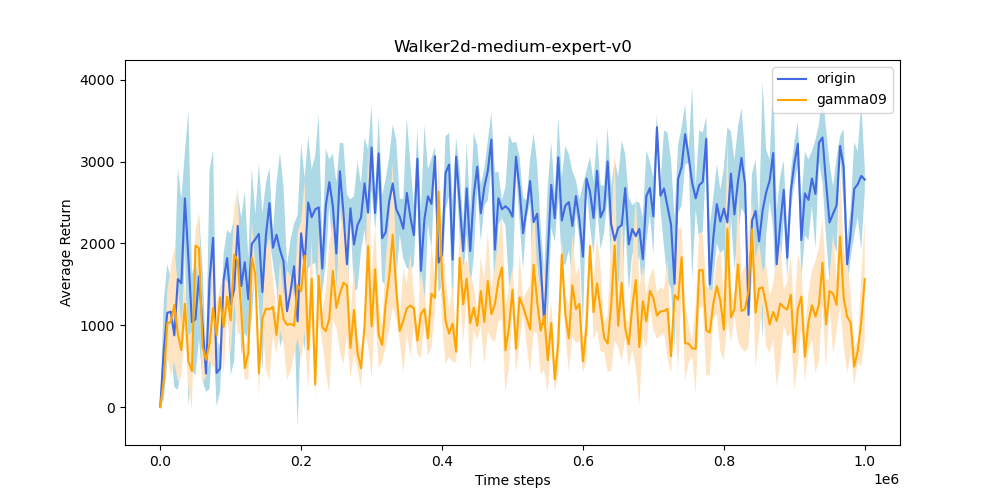 Walker2d-medium-expert-v0
origin
gamma09
Average Return
4000
3000
2000
1000
0
0.0 0.2 0.4 0.6 0.8 1.0
1e6
Time steps